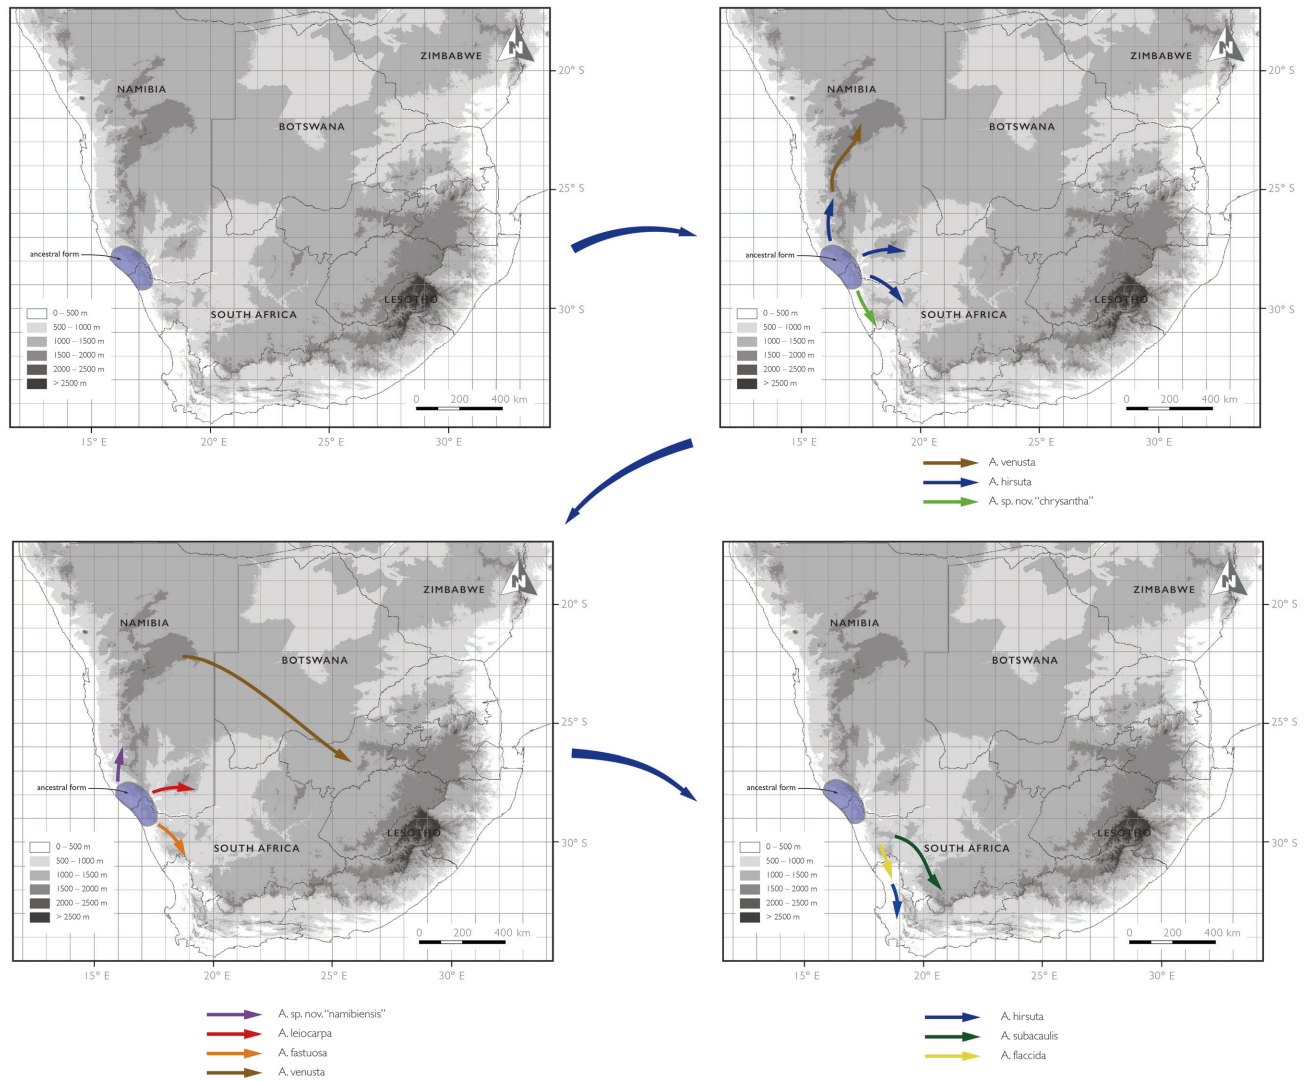 ZIMBABWE
N
20° S
NAMIBIA
BOTSWANA
25° S
ancestral form
LESOTHO
30° S
SOUTH AFRICA
0 – 500 m
500 – 1000 m
1000 – 1500 m
1500 – 2000 m
2000 – 2500 m
> 2500 m
0 200 400 km
15° E 20° E 25° E 30° E
ZIMBABWE
N
20° S
NAMIBIA
BOTSWANA
25° S
ancestral form
LESOTHO
30° S
SOUTH AFRICA
0 – 500 m
500 – 1000 m
1000 – 1500 m
1500 – 2000 m
2000 – 2500 m
> 2500 m
0 200 400 km
15° E 20° E 25° E 30° E
A. venusta
A. hirsuta
A. sp. nov. “chrysantha”
ZIMBABWE
N
20° S
NAMIBIA
BOTSWANA
25° S
ancestral form
LESOTHO
30° S
SOUTH AFRICA
0 – 500 m
500 – 1000 m
1000 – 1500 m
1500 – 2000 m
2000 – 2500 m
> 2500 m
0 200 400 km
15° E 20° E 25° E 30° E
A. sp. nov. “namibiensis”
A. leiocarpa
A. fastuosa
A. venusta
ZIMBABWE
N
20° S
NAMIBIA
BOTSWANA
25° S
ancestral form
LESOTHO
30° S
SOUTH AFRICA
0 – 500 m
500 – 1000 m
1000 – 1500 m
1500 – 2000 m
2000 – 2500 m
> 2500 m
0 200 400 km
15° E 20° E 25° E 30° E
A. hirsuta
A. subacaulis
A. flaccida